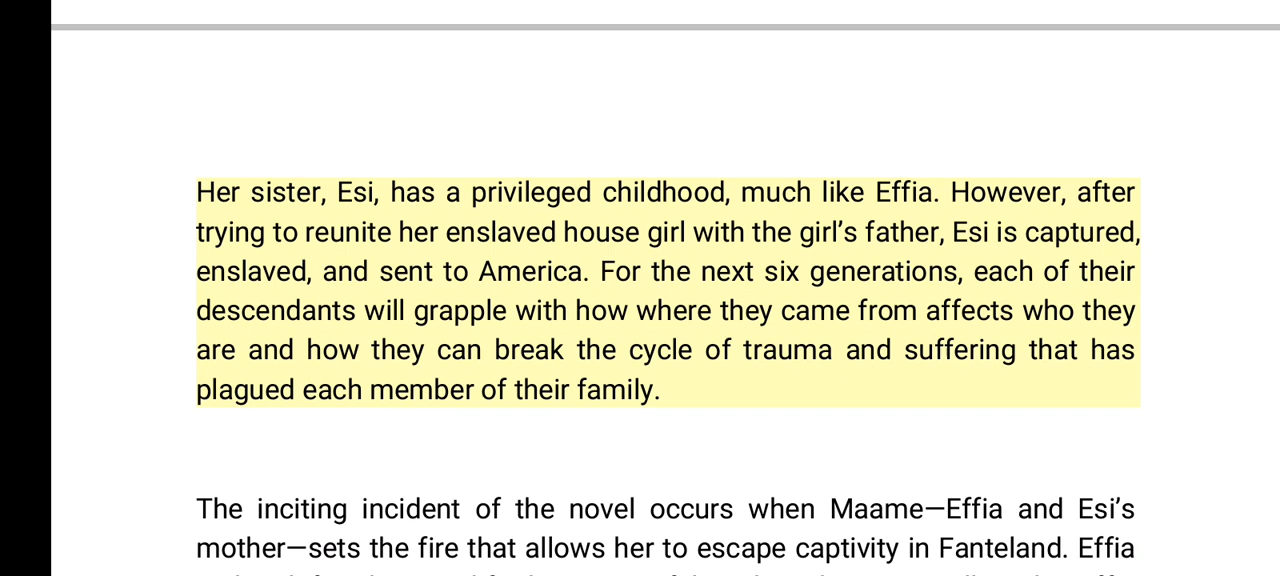 Her sister, Esi, has a privileged childhood, much like Effia. However, after
trying to reunite her enslaved house girl with the girl’s father, Esi is captured,
enslaved, and sent to America. For the next six generations, each of their
descendants will grapple with how where they came from affects who they
are and how they can break the cycle of trauma and suffering that has
plagued each member of their family.
The inciting incident of the novel occurs when Maame—Effia and Esi’s
mother—sets the fire that allows her to escape captivity in Fanteland. Effia